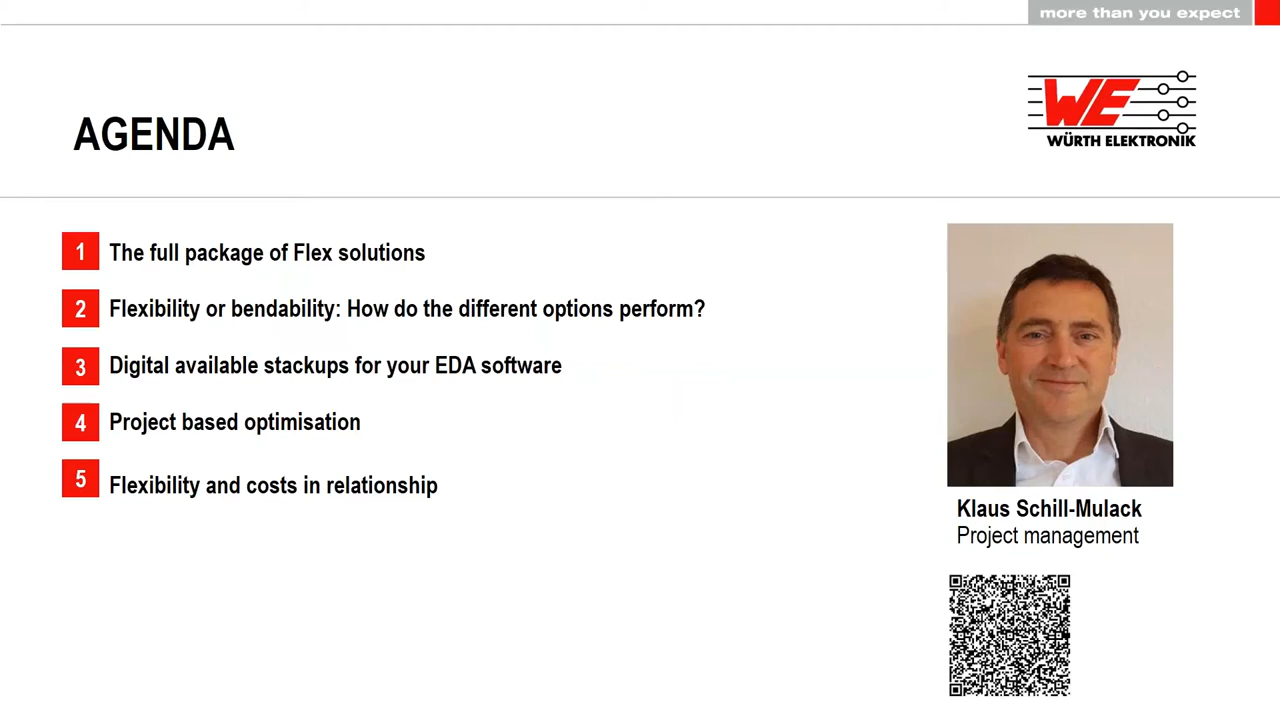 more than you expect
WE
WÜRTH ELEKTRONIK
AGENDA
1 The full package of Flex solutions
2 Flexibility or bendability: How do the different options perform?
3 Digital available stackups for your EDA software
4 Project based optimisation
5 Flexibility and costs in relationship
Klaus Schill-Mulack
Project management